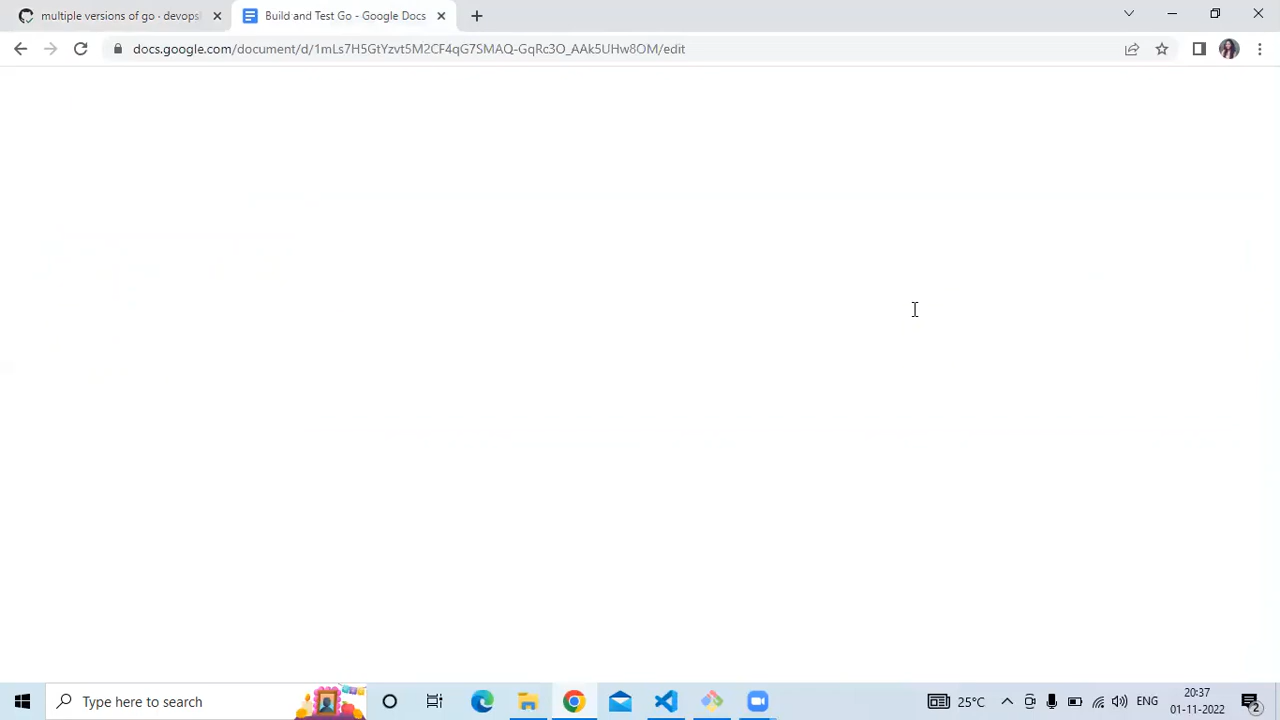 multiple versions of go · devops
Build and Test Go - Google Docs
docs.google.com/document/d/1mLs7H5GtYzvt5M2CF4qG7SMAQ-GqRc3O_AAk5UHw8OM/edit
Type here to search
25°C
ENG
20:37
01-11-2022
2